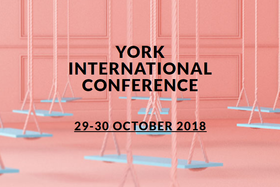 YORK
INTERNATIONAL
CONFERENCE
29-30 OCTOBER 2018